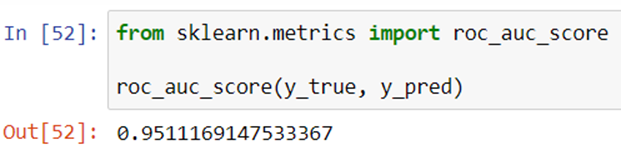 In [52]: from sklearn.metrics import roc_auc_score
roc_auc_score(y_true, y_pred)
Out[52]: 0.9511169147533367